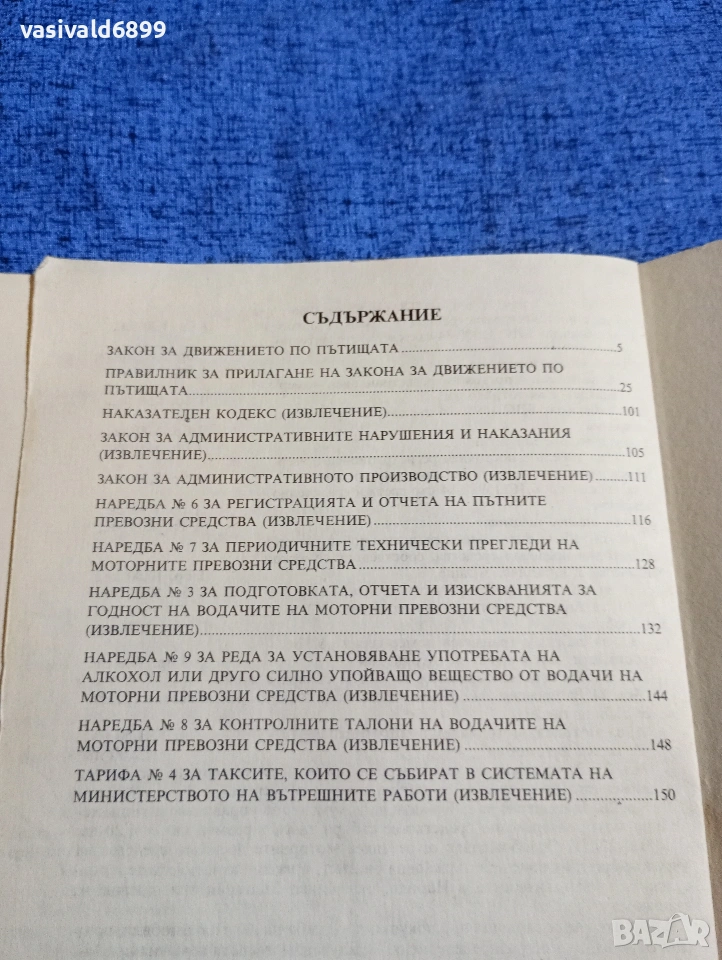 vasivald6899
СЪДЪРЖАНИЕ
ЗАКОН ЗА ДВИЖЕНИЕТО ПО ПЪТИЩАТА......................5
ПРАВИЛНИК ЗА ПРИЛАГАНЕ НА ЗАКОНА ЗА ДВИЖЕНИЕТО ПО
ПЪТИЩАТА......................25
НАКАЗАТЕЛЕН КОДЕКС (ИЗВЛЕЧЕНИЕ)......................101
ЗАКОН ЗА АДМИНИСТРАТИВНИТЕ НАРУШЕНИЯ И НАКАЗАНИЯ
(ИЗВЛЕЧЕНИЕ)......................105
ЗАКОН ЗА АДМИНИСТРАТИВНОТО ПРОИЗВОДСТВО (ИЗВЛЕЧЕНИЕ)........111
НАРЕДБА № 6 ЗА РЕГИСТРАЦИЯТА И ОТЧЕТА НА ПЪТНИТЕ
ПРЕВОЗНИ СРЕДСТВА (ИЗВЛЕЧЕНИЕ)......................116
НАРЕДБА № 7 ЗА ПЕРИОДИЧНИТЕ ТЕХНИЧЕСКИ ПРЕГЛЕДИ НА
МОТОРНИТЕ ПРЕВОЗНИ СРЕДСТВА......................128
НАРЕДБА № 3 ЗА ПОДГОТОВКАТА, ОТЧЕТА И ИЗИСКВАНИЯТА ЗА
ГОДНОСТ НА ВОДАЧИТЕ НА МОТОРНИ ПРЕВОЗНИ СРЕДСТВА
(ИЗВЛЕЧЕНИЕ)......................132
НАРЕДБА № 9 ЗА РЕДА ЗА УСТАНОВЯВАНЕ УПОТРЕБАТА НА
АЛКОХОЛ ИЛИ ДРУГО СИЛНО УПОЙВАЩО ВЕЩЕСТВО ОТ ВОДАЧИ НА
МОТОРНИ ПРЕВОЗНИ СРЕДСТВА (ИЗВЛЕЧЕНИЕ)......................144
НАРЕДБА № 8 ЗА КОНТРОЛНИТЕ ТАЛОНИ НА ВОДАЧИТЕ НА
МОТОРНИ ПРЕВОЗНИ СРЕДСТВА (ИЗВЛЕЧЕНИЕ)......................148
ТАРИФА № 4 ЗА ТАКСИТЕ, КОИТО СЕ СЪБИРАТ В СИСТЕМАТА НА
МИНИСТЕРСТВОТО НА ВЪТРЕШНИТЕ РАБОТИ (ИЗВЛЕЧЕНИЕ)....................150
BAZAR